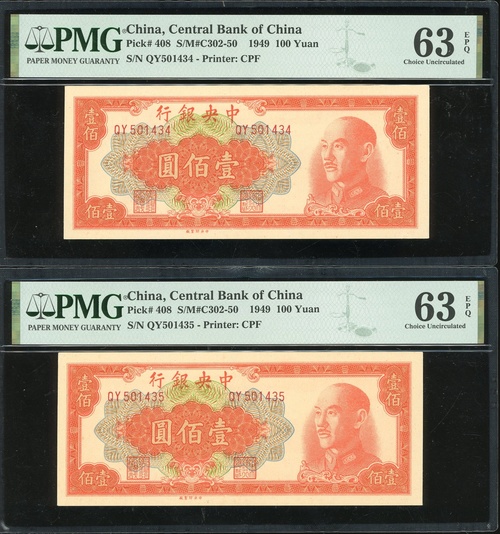 PMG
PAPER MONEY GUARANTY
China, Central Bank of China
Pick# 408 S/M#C302-50 1949 100 Yuan
S/N QY501434 - Printer: CPF
63 EPQ
Choice Uncirculated
壹佰
行銀央中
QY501434 QY501434
圓佰壹
佰壹
佰壹
PMG
PAPER MONEY GUARANTY
China, Central Bank of China
Pick# 408 S/M#C302-50 1949 100 Yuan
S/N QY501435 - Printer: CPF
63 EPQ
Choice Uncirculated
壹佰
行銀央中
QY501435 QY501435
圓佰壹
佰壹
佰壹